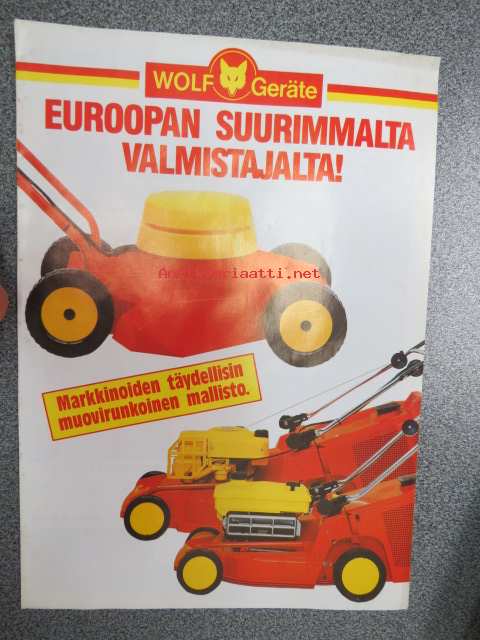 WOLF Geräte
EUROOPAN SUURIMMALTA
VALMISTAJALTA!
Antikvariaatti.net
Markkinoiden täydellisin
muovirunkoinen mallisto.